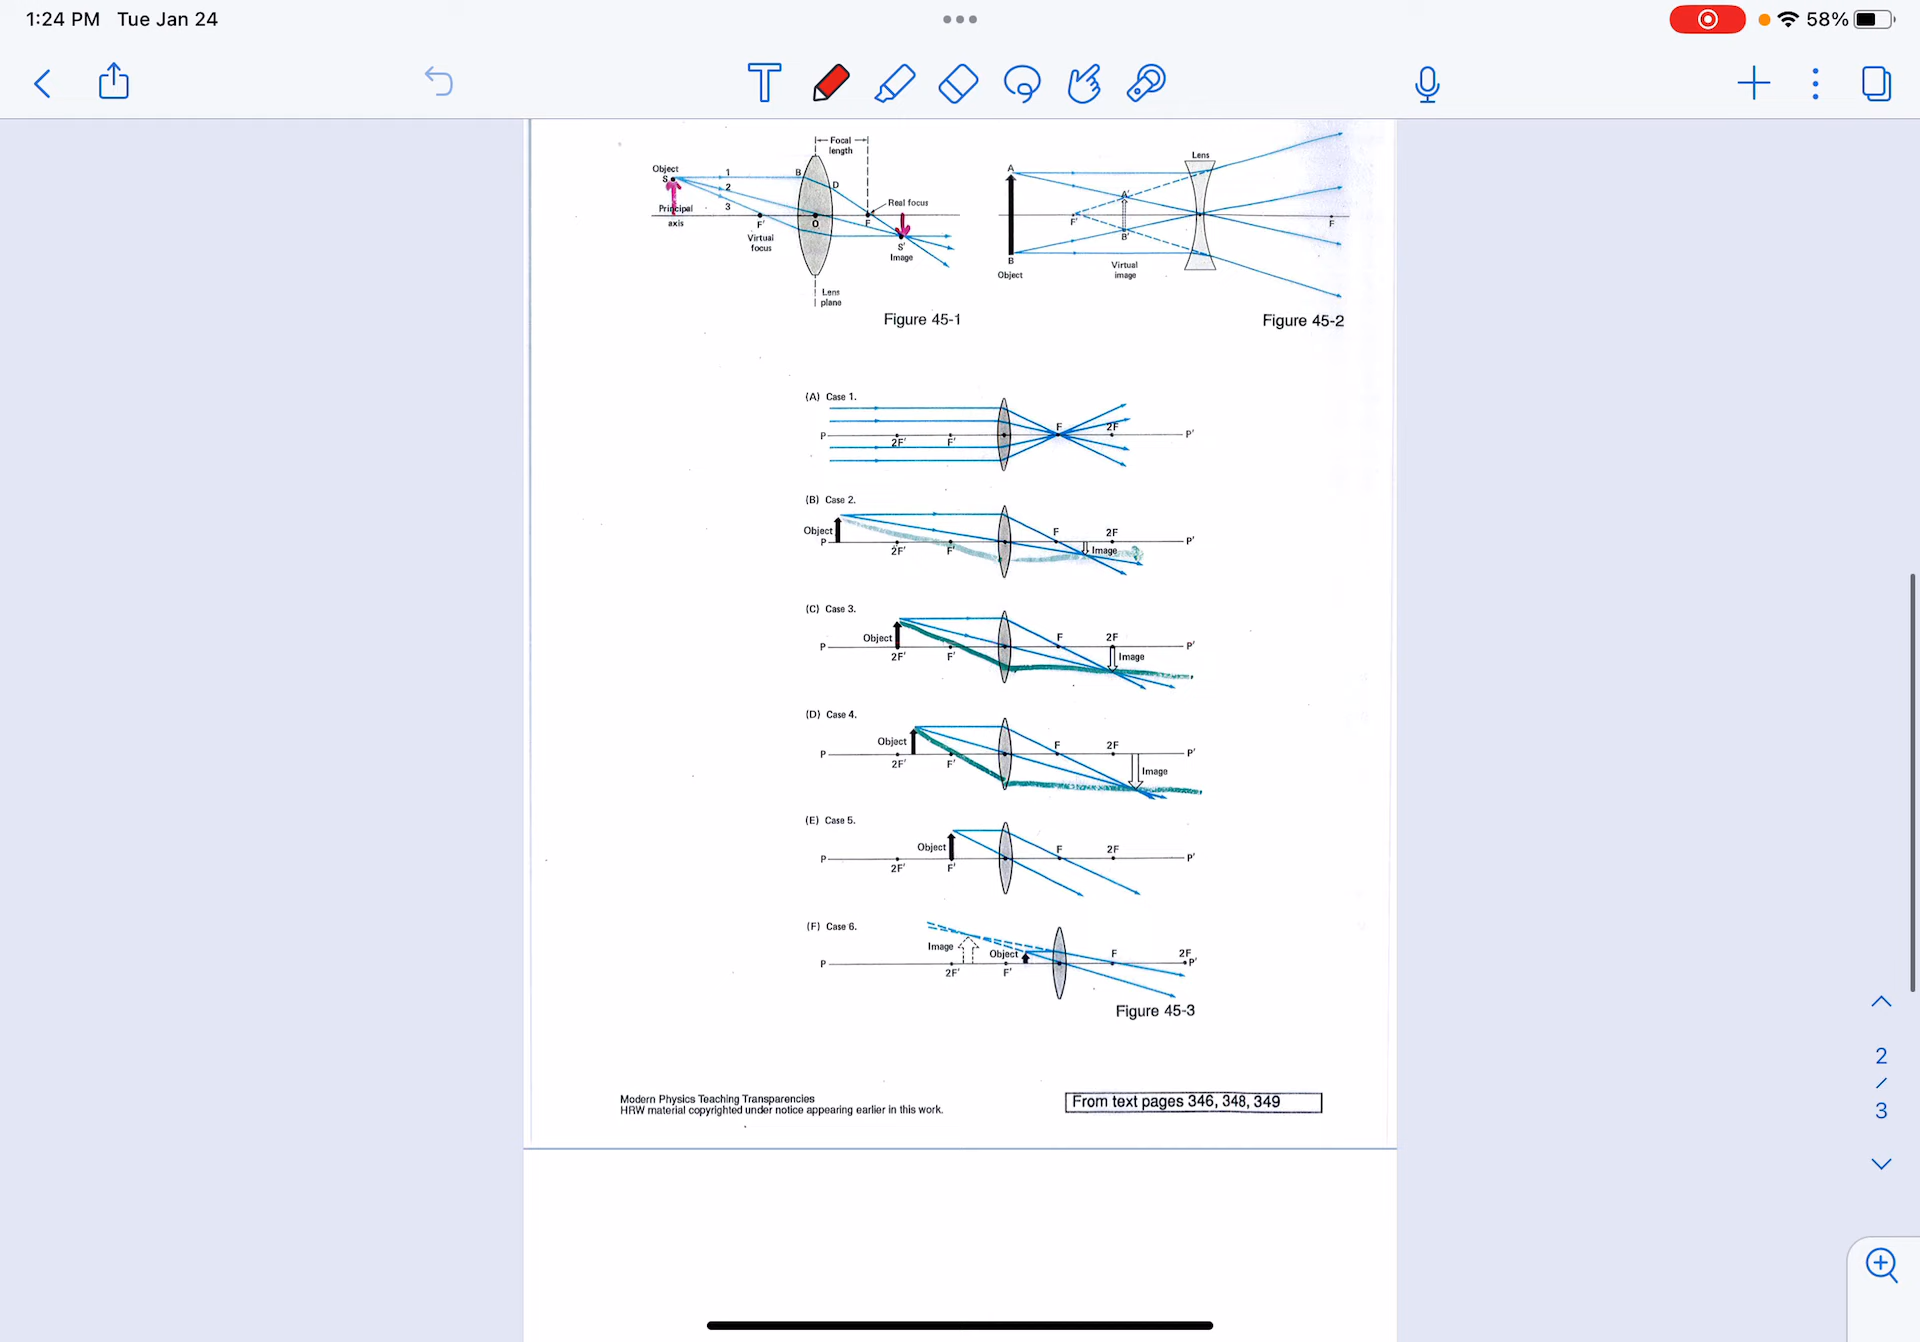 1:24 PM Tue Jan 24
58%
Focal
length
Object
S
1
2
3
B
D
Principal
axis
F'
Virtual
focus
O
F
Real focus
S'
Image
Lens
plane
Figure 45-1
A
B
Object
F'
A'
B'
Virtual
image
Lens
F
Figure 45-2
(A) Case 1.
P 2F' F' F 2F P'
(B) Case 2.
Object
P 2F' F' F 2F P'
Image
(C) Case 3.
Object
P 2F' F' F 2F P'
Image
(D) Case 4.
Object
P 2F' F' F 2F P'
Image
(E) Case 5.
Object
P 2F' F' F 2F P'
(F) Case 6.
Image
Object
P 2F' F' F 2F P'
Figure 45-3
Modern Physics Teaching Transparencies
HRW material copyrighted under notice appearing earlier in this work.
From text pages 346, 348, 349
2
/
3